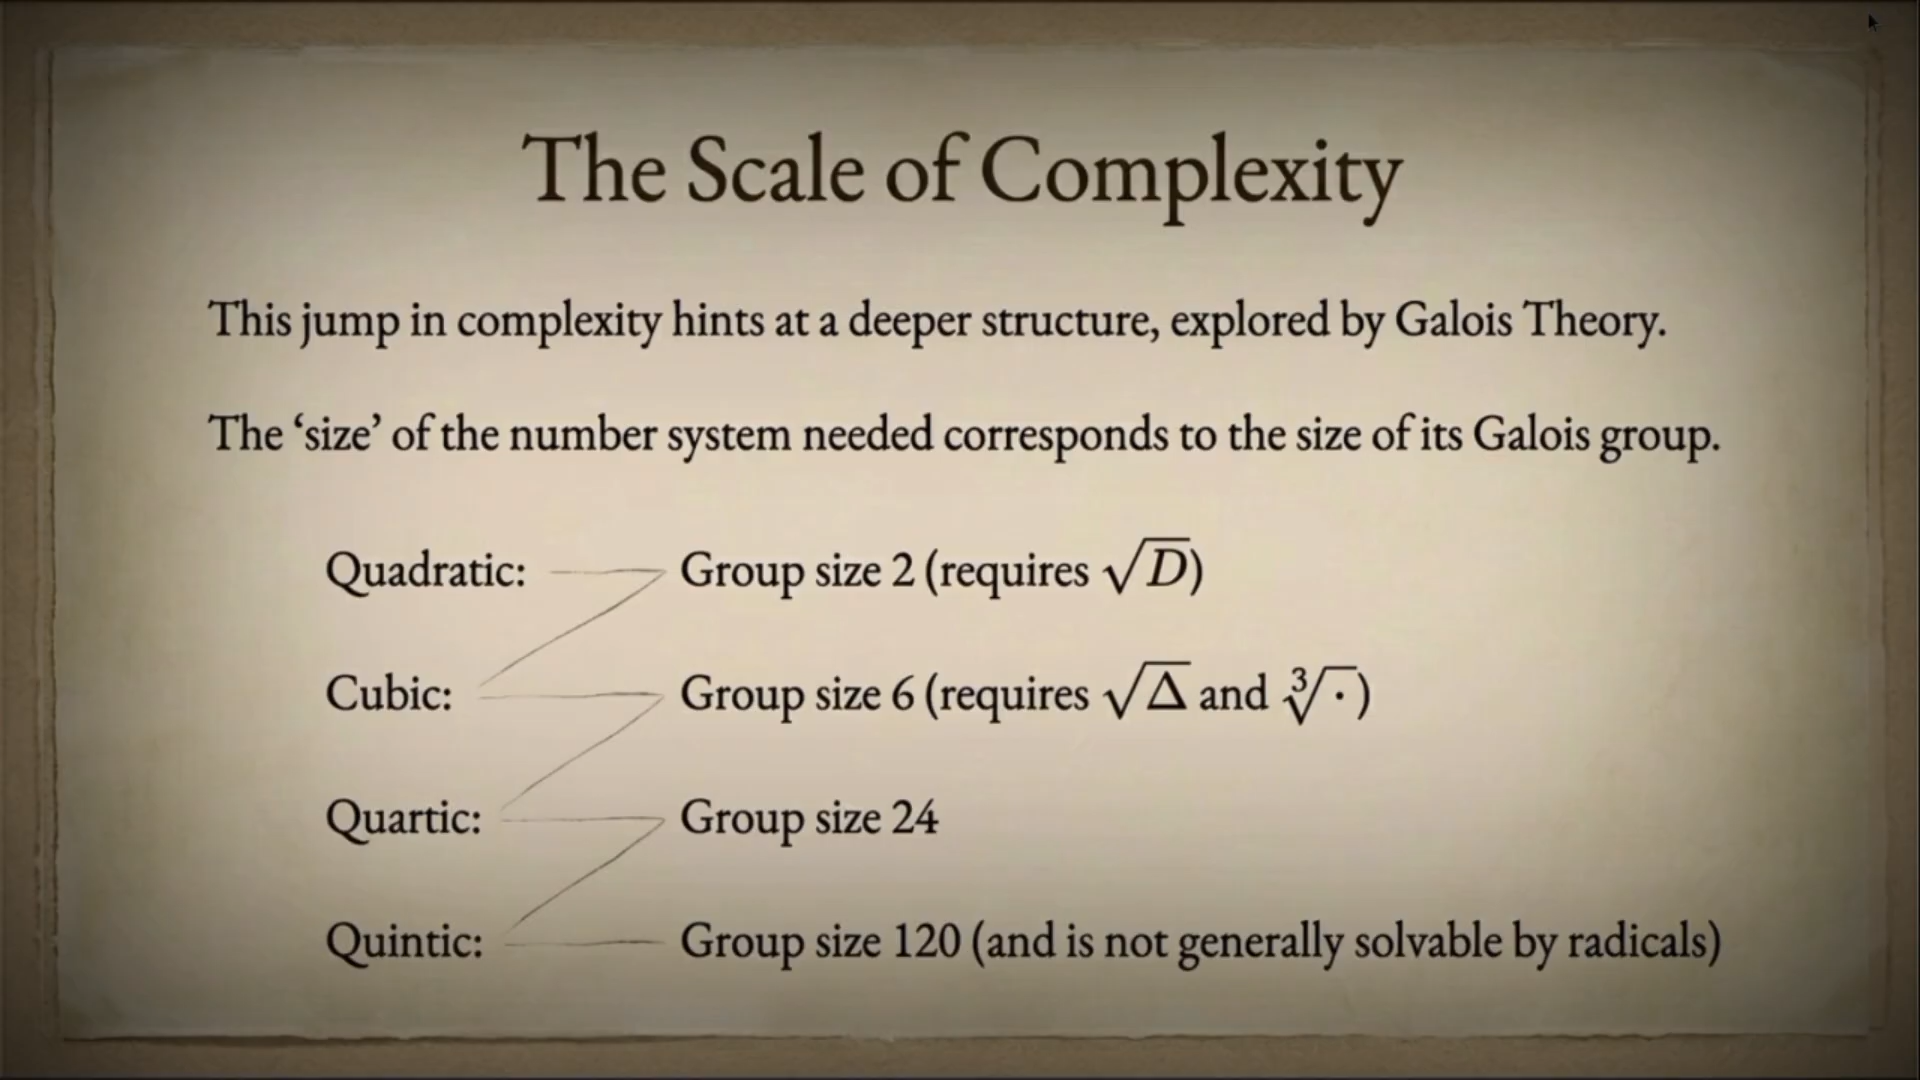 The Scale of Complexity
This jump in complexity hints at a deeper structure, explored by Galois Theory.
The ‘size’ of the number system needed corresponds to the size of its Galois group.
Quadratic: Group size 2 (requires √D)
Cubic: Group size 6 (requires √Δ and ∛·)
Quartic: Group size 24
Quintic: Group size 120 (and is not generally solvable by radicals)